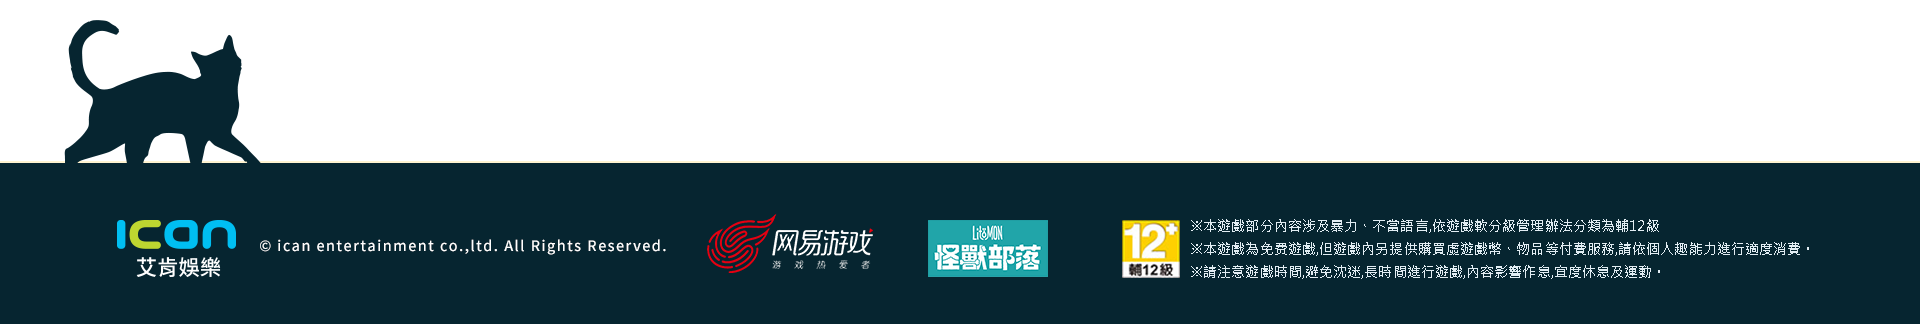 ican
艾肯娛樂
© ican entertainment co.,ltd. All Rights Reserved.
网易游戏
游戏热爱者
Lit&MON
怪獸部落
12+
輔12級
※本遊戲部分內容涉及暴力、不當語言,依遊戲軟分級管理辦法分類為輔12級
※本遊戲為免費遊戲,但遊戲內另提供購買虛遊戲幣、物品等付費服務,請依個人趣能力進行適度消費。
※請注意遊戲時間,避免沈迷,長時間進行遊戲,內容影響作息,宜度休息及運動。